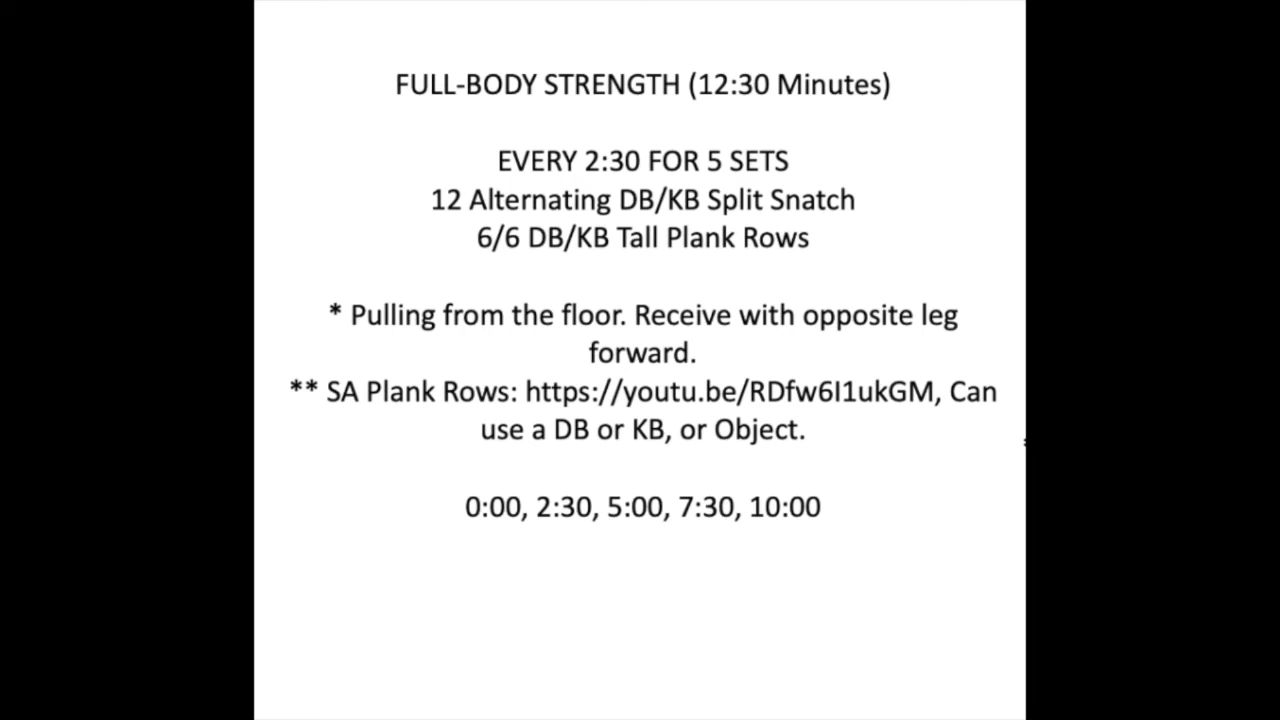 FULL-BODY STRENGTH (12:30 Minutes)
EVERY 2:30 FOR 5 SETS
12 Alternating DB/KB Split Snatch
6/6 DB/KB Tall Plank Rows
* Pulling from the floor. Receive with opposite leg
forward.
** SA Plank Rows: https://youtu.be/RDfw6I1ukGM, Can
use a DB or KB, or Object.
0:00, 2:30, 5:00, 7:30, 10:00